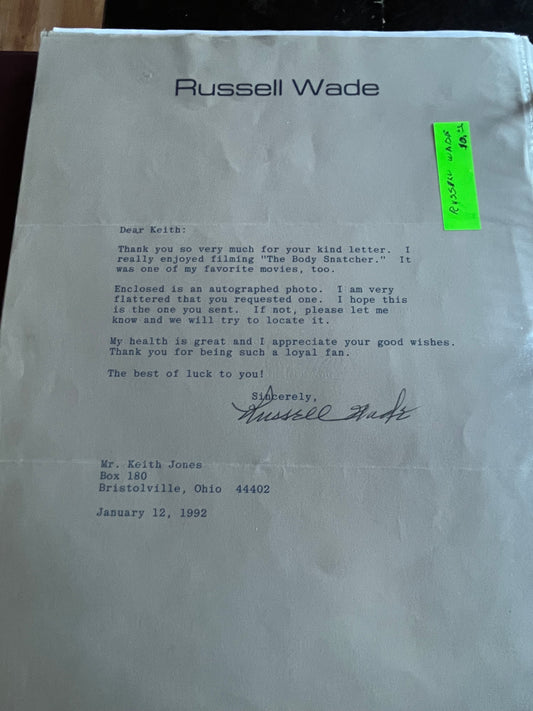 Russell Wade
RUSSELL WADE
Dear Keith:
Thank you so very much for your kind letter. I
really enjoyed filming "The Body Snatcher." It
was one of my favorite movies, too.
Enclosed is an autographed photo. I am very
flattered that you requested one. I hope this
is the one you sent. If not, please let me
know and we will try to locate it.
My health is great and I appreciate your good wishes.
Thank you for being such a loyal fan.
The best of luck to you!
Sincerely,
Russell Wade
Mr. Keith Jones
Box 180
Bristolville, Ohio 44402
January 12, 1992